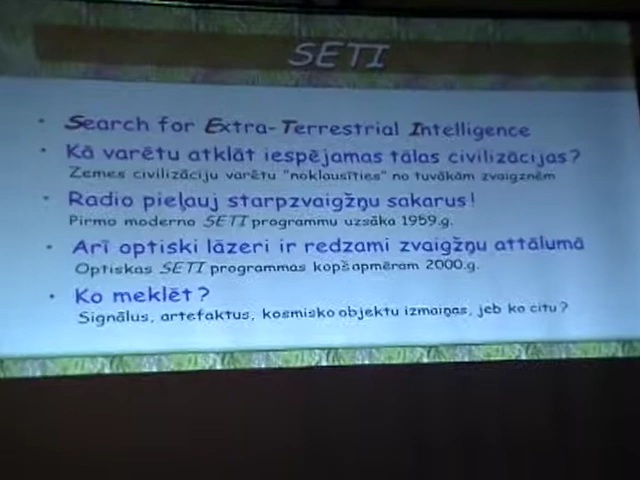 SETI
• Search for Extra-Terrestrial Intelligence
• Kā varētu atklāt iespējamas tālas civilizācijas?
Zemes civilizāciju varētu "noklausīties" no tuvākām zvaigznēm
• Radio pieļauj starpzvaigžņu sakarus!
Pirmo moderno SETI programmu uzsāka 1959.g.
• Arī optiski lāzeri ir redzami zvaigžņu attālumā
Optiskas SETI programmas kopš apmēram 2000.g.
• Ko meklēt?
Signālus, artefaktus, kosmisko objektu izmaiņas, jeb ko citu?